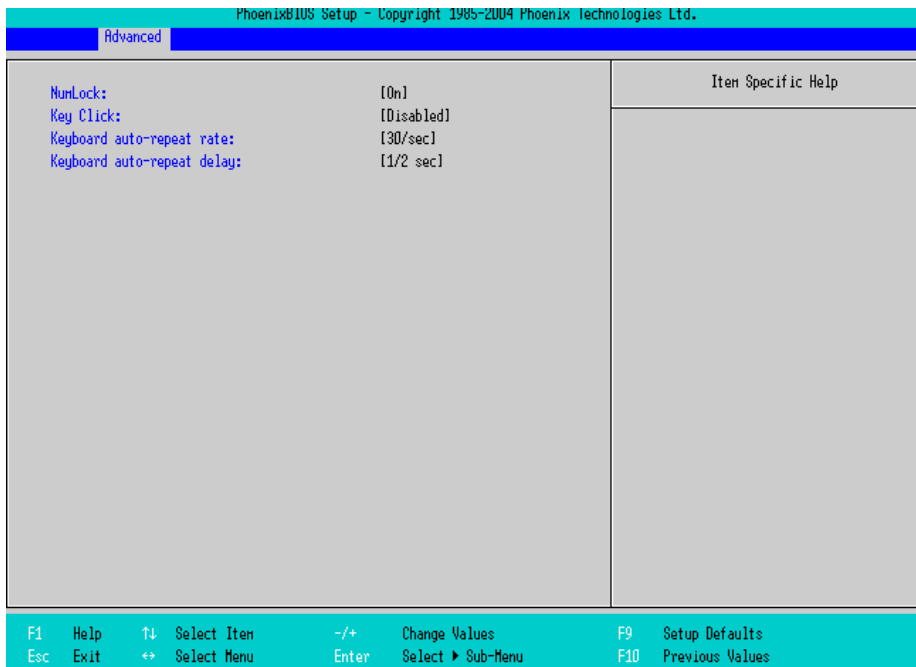 PhoenixBIOS Setup - Copyright 1985-2004 Phoenix Technologies Ltd.
Advanced
Item Specific Help
NumLock: [On]
Key Click: [Disabled]
Keyboard auto-repeat rate: [30/sec]
Keyboard auto-repeat delay: [1/2 sec]
F1 Help ↑↓ Select Item -/+ Change Values F9 Setup Defaults
Esc Exit ↔ Select Menu Enter Select ▶ Sub-Menu F10 Previous Values